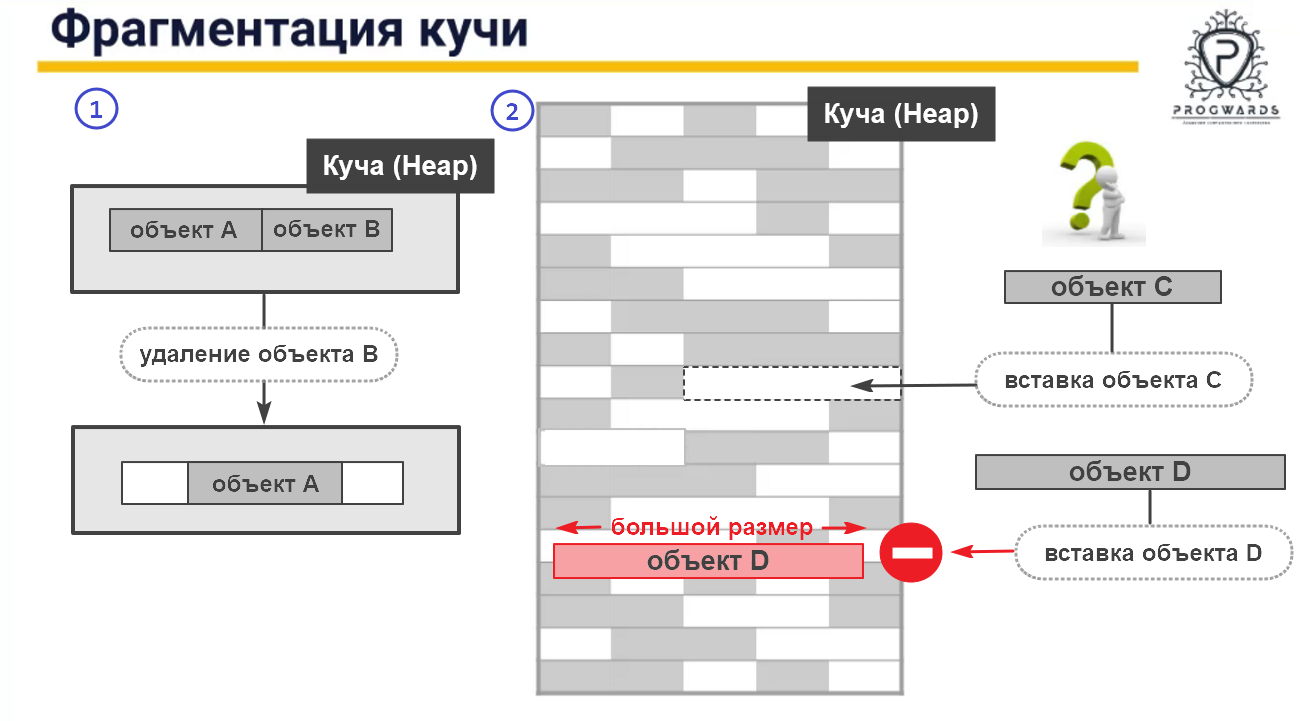 Фрагментация кучи
PROGWARDS
1
Куча (Heap)
объект A
объект B
удаление объекта B
объект A
2
Куча (Heap)
объект C
вставка объекта C
объект D
вставка объекта D
большой размер
объект D